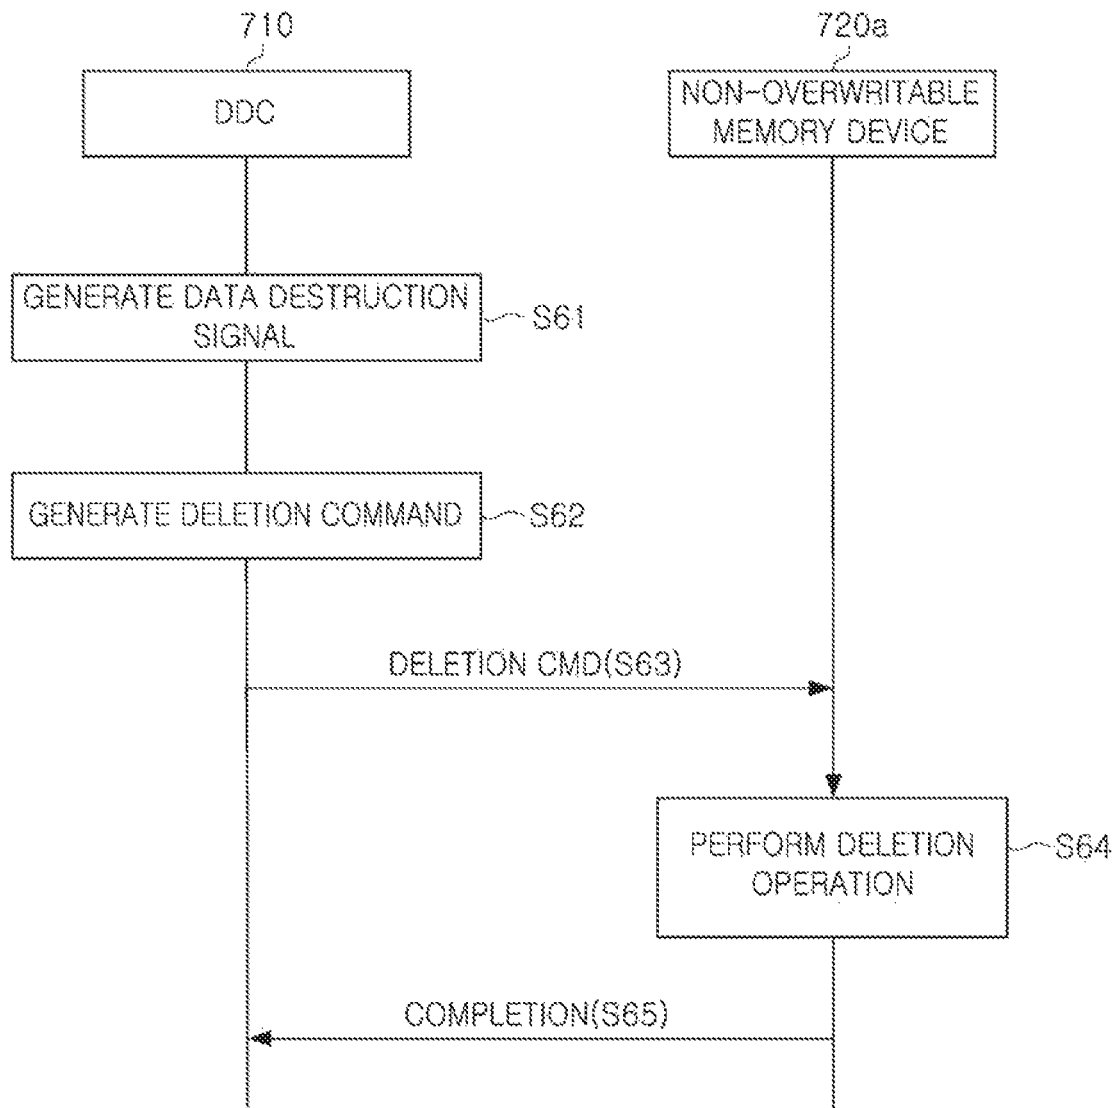 710
720a
DDC
NON-OVERWRITABLE
MEMORY DEVICE
GENERATE DATA DESTRUCTION
SIGNAL
S61
GENERATE DELETION COMMAND
S62
DELETION CMD(S63)
PERFORM DELETION
OPERATION
S64
COMPLETION(S65)